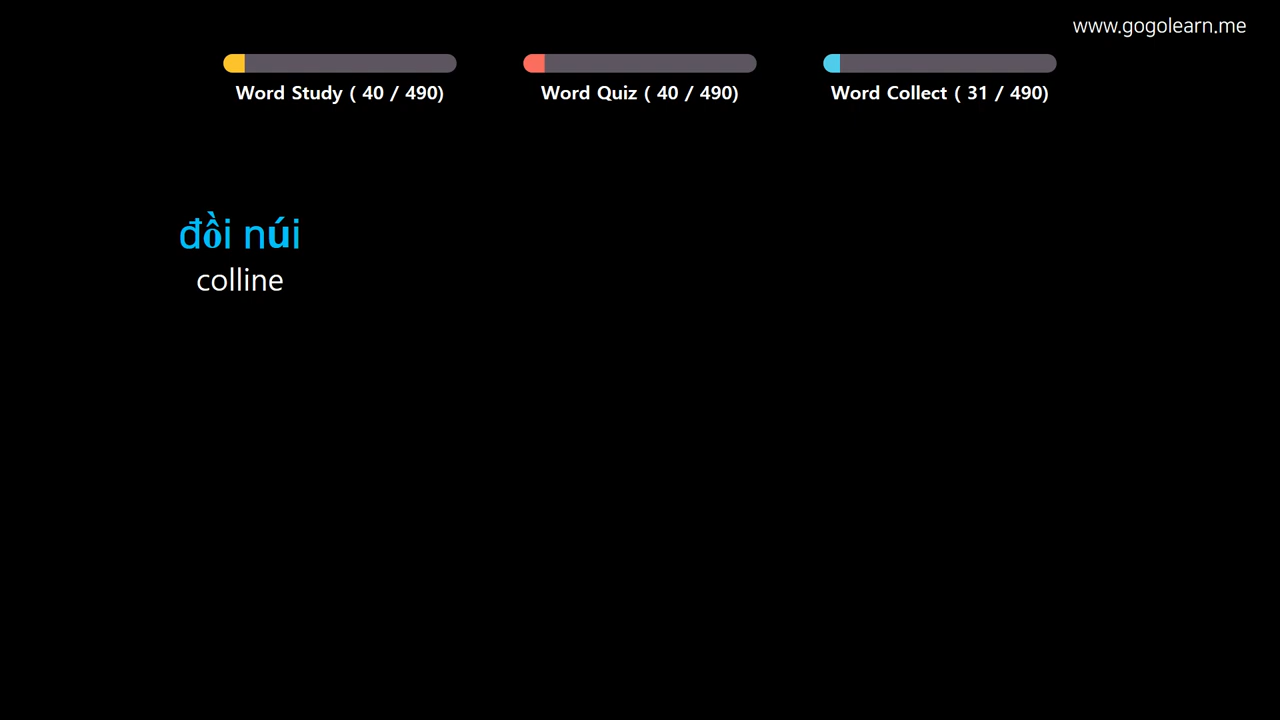 www.gogolearn.me
Word Study ( 40 / 490)
Word Quiz ( 40 / 490)
Word Collect ( 31 / 490)
đồi núi
colline